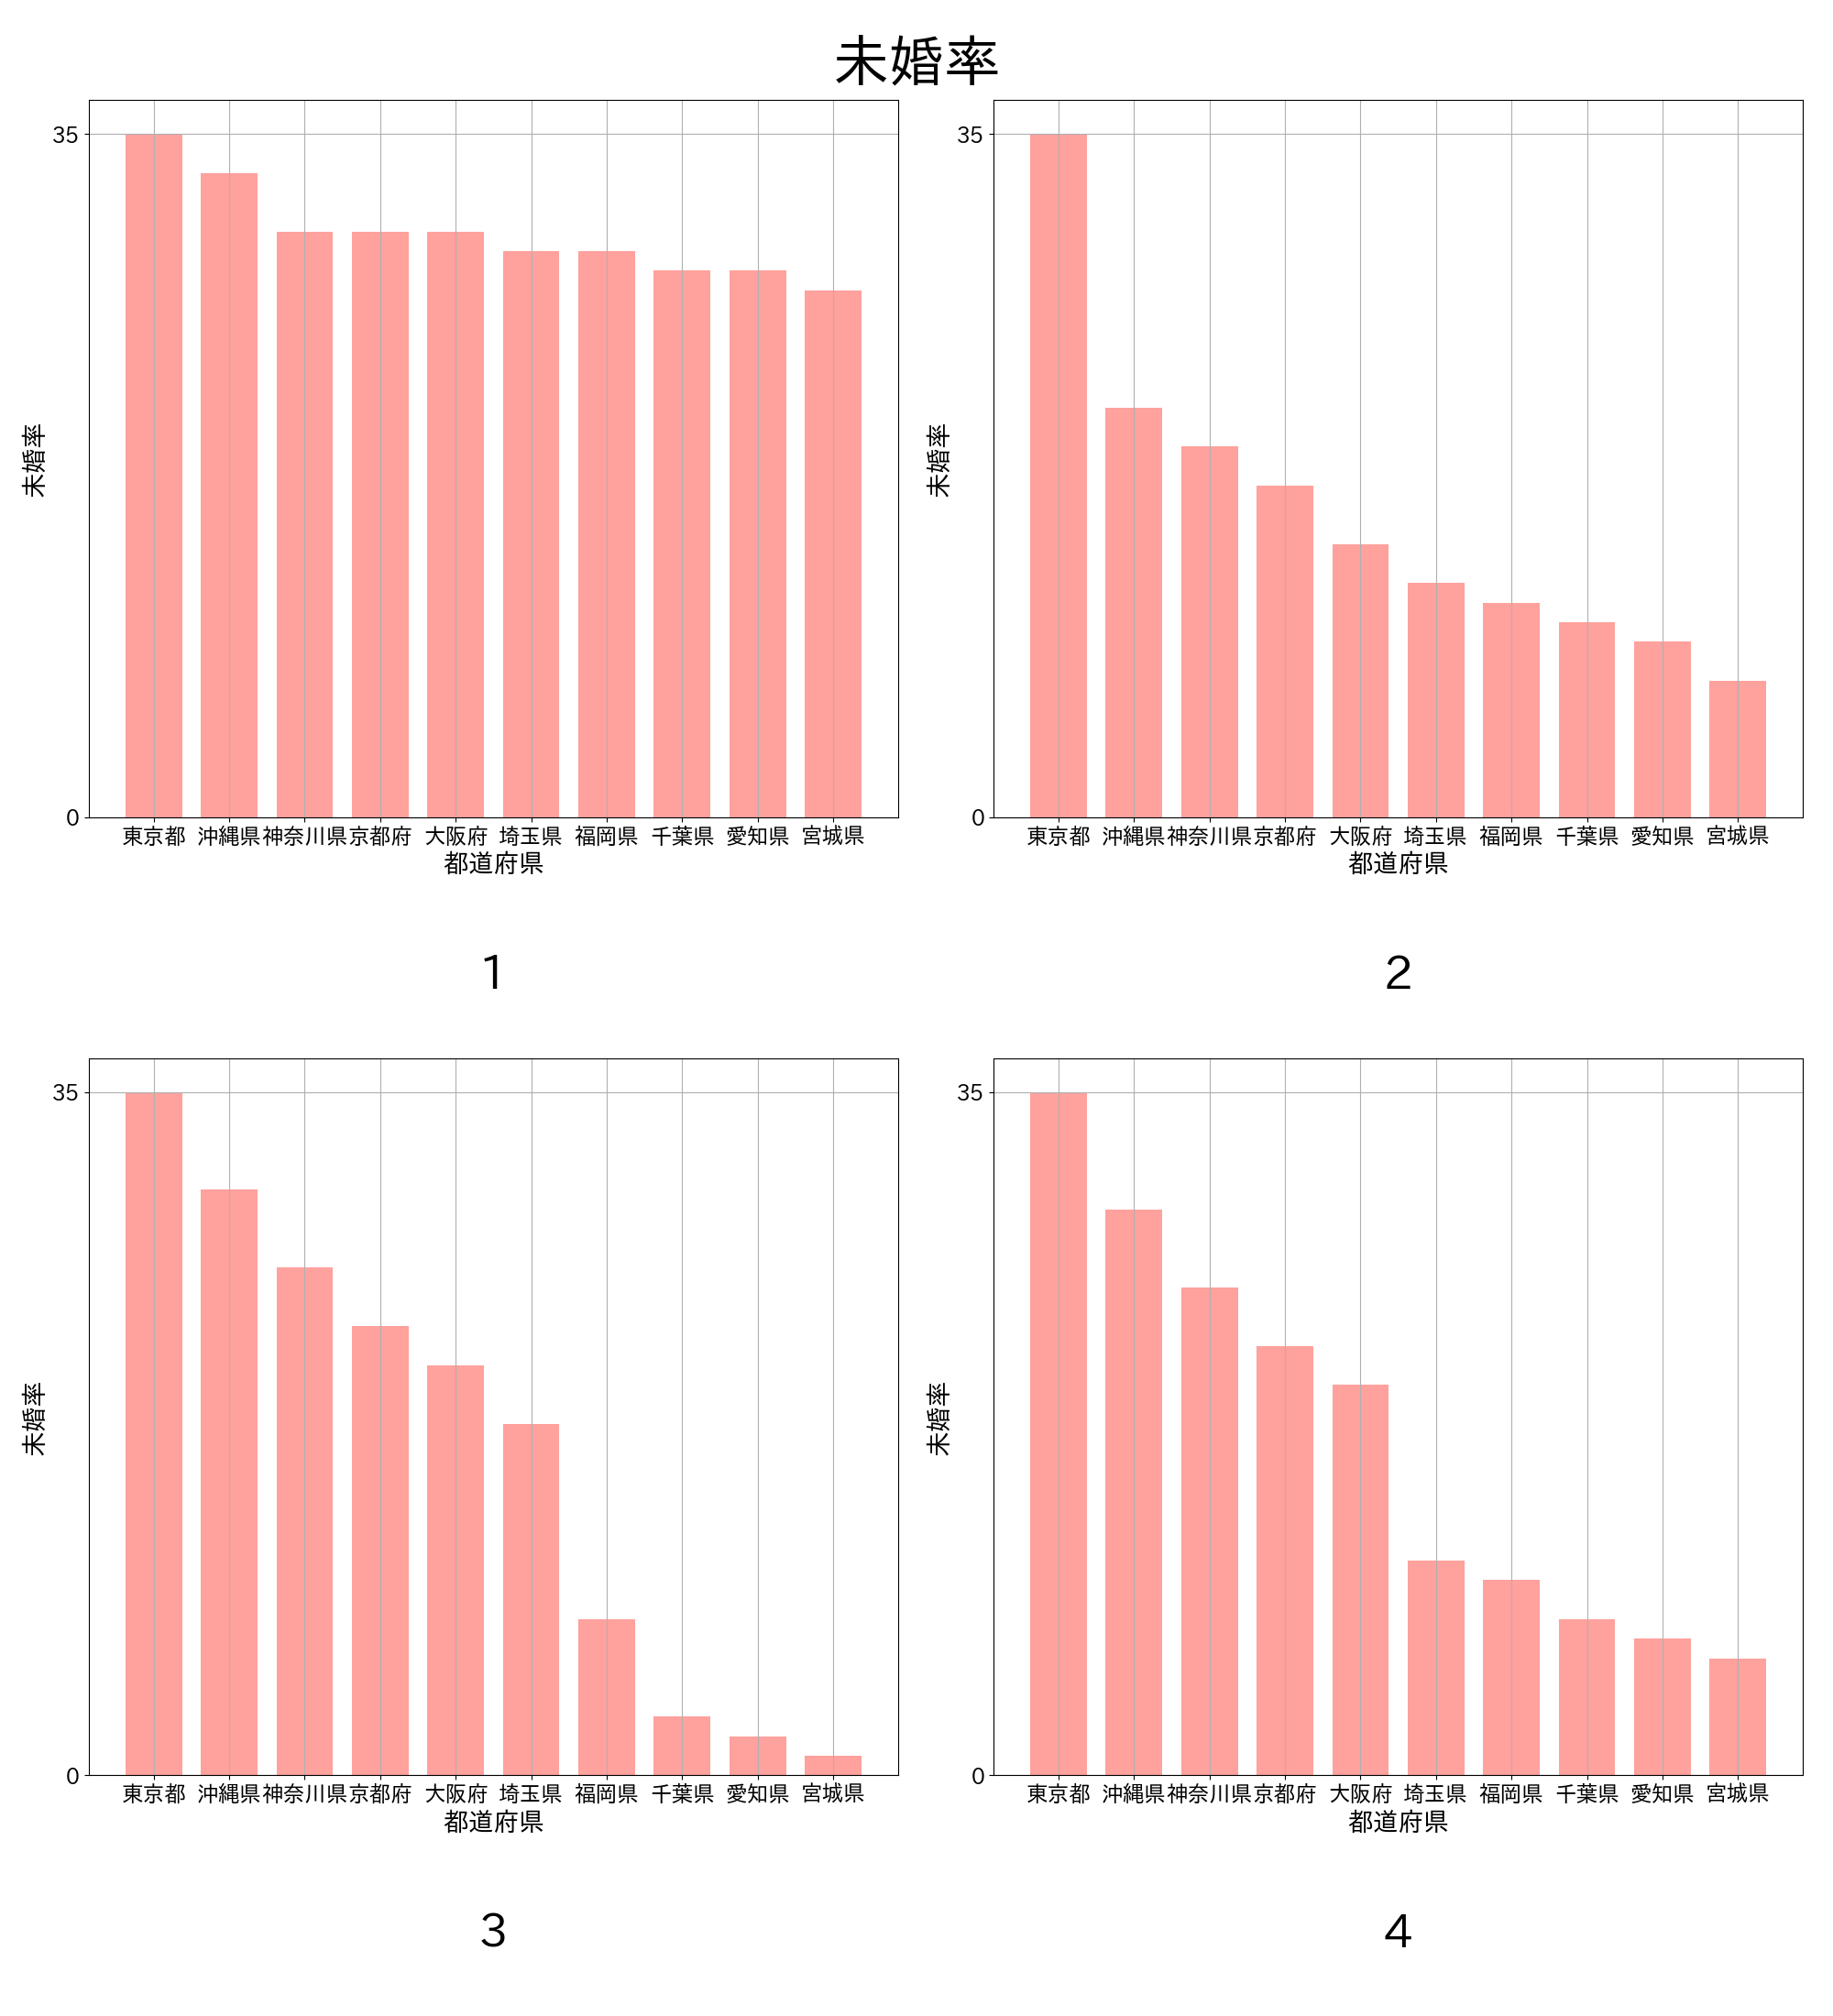 未婚率
35
0
未婚率
東京都 沖縄県 神奈川県 京都府 大阪府 埼玉県 福岡県 千葉県 愛知県 宮城県
都道府県
1
35
0
未婚率
東京都 沖縄県 神奈川県 京都府 大阪府 埼玉県 福岡県 千葉県 愛知県 宮城県
都道府県
2
35
0
未婚率
東京都 沖縄県 神奈川県 京都府 大阪府 埼玉県 福岡県 千葉県 愛知県 宮城県
都道府県
3
35
0
未婚率
東京都 沖縄県 神奈川県 京都府 大阪府 埼玉県 福岡県 千葉県 愛知県 宮城県
都道府県
4